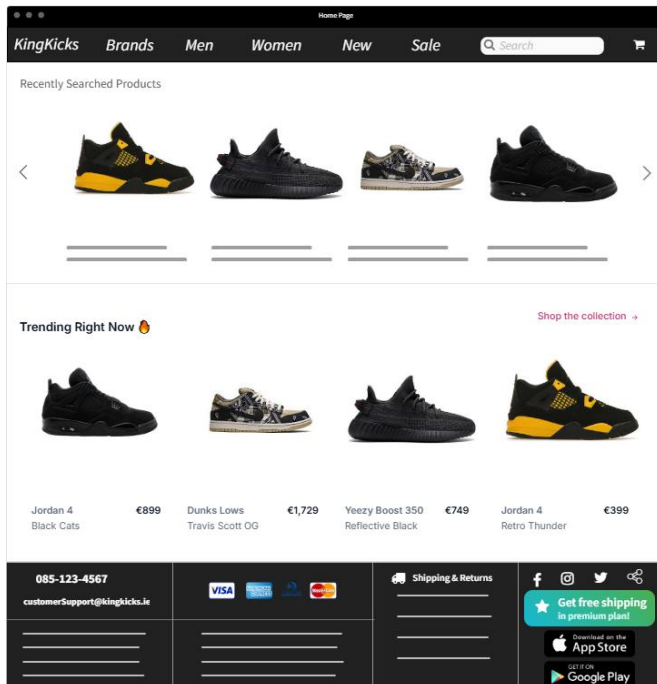 Home Page
KingKicks Brands Men Women New Sale Search
Recently Searched Products
Trending Right Now 🔥
Shop the collection →
Jordan 4 €899
Black Cats
Dunks Lows €1,729
Travis Scott OG
Yeezy Boost 350 €749
Reflective Black
Jordan 4 €399
Retro Thunder
085-123-4567
customerSupport@kingkicks.ie
VISA
MasterCard
Shipping & Returns
Get free shipping
in premium plan!
Download on the
App Store
GET IT ON
Google Play